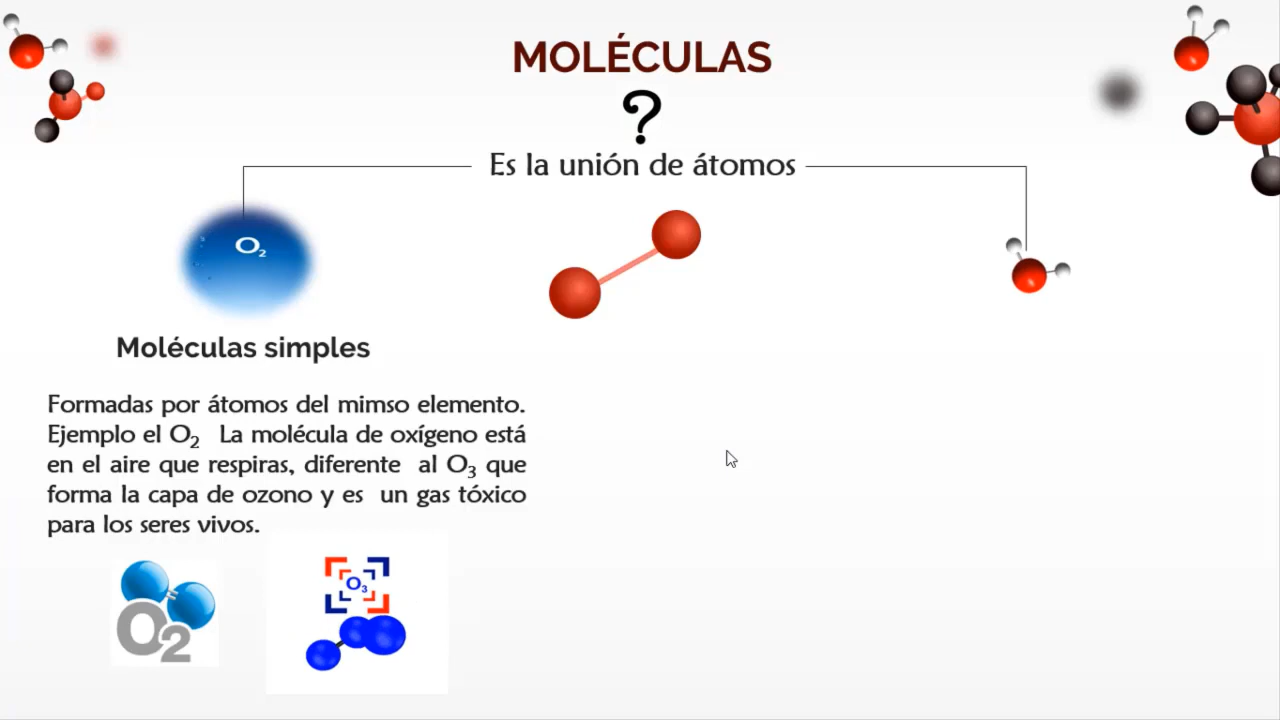 MOLÉCULAS
?
Es la unión de átomos
O₂
Moléculas simples
Formadas por átomos del mimso elemento.
Ejemplo el O₂ La molécula de oxígeno está
en el aire que respiras, diferente al O₃ que
forma la capa de ozono y es un gas tóxico
para los seres vivos.
O₃
O₂